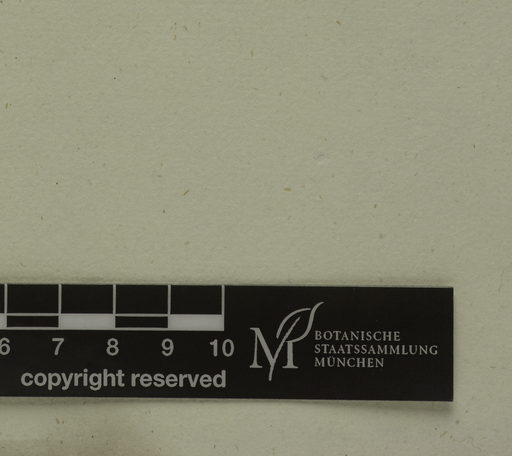 6 7 8 9 10
copyright reserved
M
BOTANISCHE
STAATSSAMMLUNG
MÜNCHEN